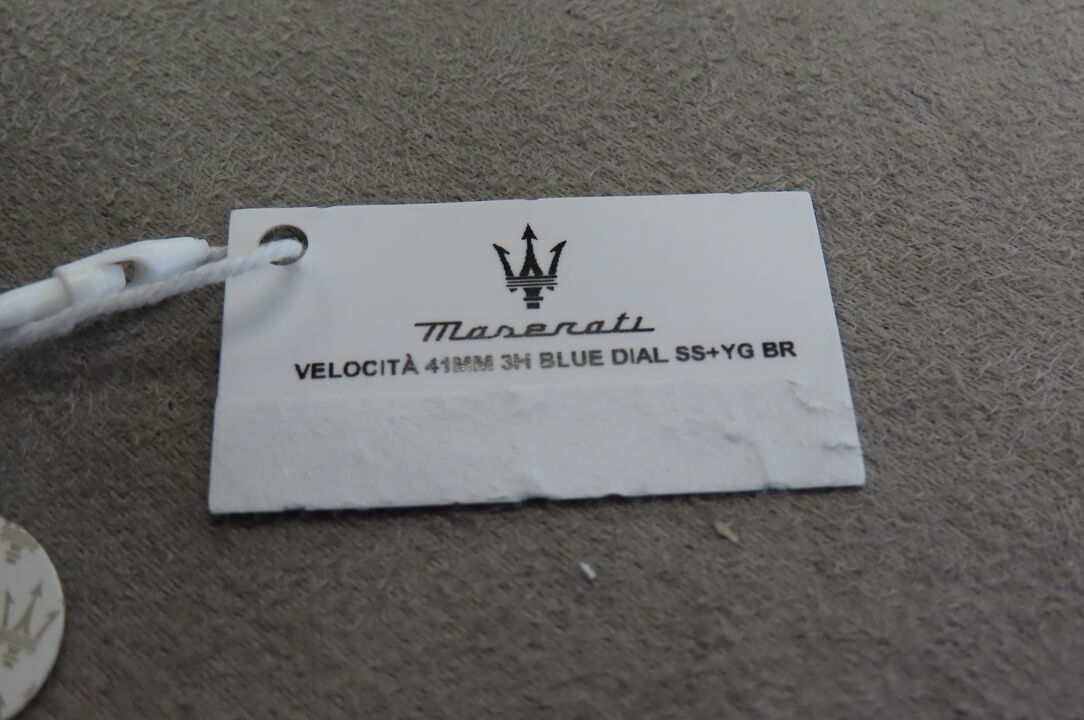 Maserati
VELOCITÀ 41MM 3H BLUE DIAL SS+YG BR